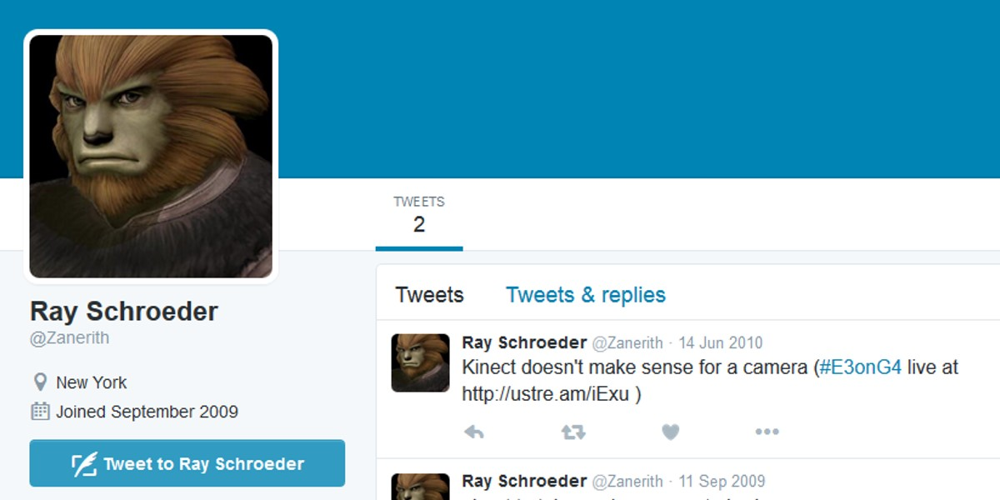 TWEETS
2
Ray Schroeder
@Zanerith
New York
Joined September 2009
Tweet to Ray Schroeder
Tweets Tweets & replies
Ray Schroeder @Zanerith · 14 Jun 2010
Kinect doesn't make sense for a camera (#E3onG4 live at
http://ustre.am/iExu )
Ray Schroeder @Zanerith · 11 Sep 2009